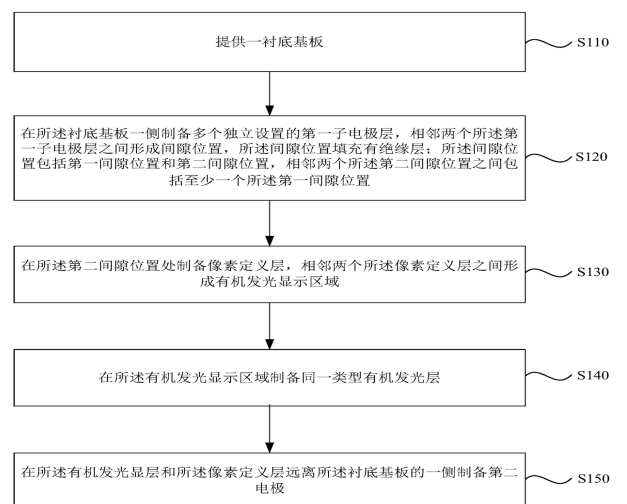 提供一衬底基板
S110
在所述衬底基板一侧制备多个独立设置的第一子电极层，相邻两个所述第
一子电极层之间形成间隙位置，所述间隙位置填充有绝缘层；所述间隙位
置包括第一间隙位置和第二间隙位置，相邻两个所述第二间隙位置之间包
括至少一个所述第一间隙位置
S120
在所述第二间隙位置处制备像素定义层，相邻两个所述像素定义层之间形
成有机发光显示区域
S130
在所述有机发光显示区域制备同一类型有机发光层
S140
在所述有机发光显层和所述像素定义层远离所述衬底基板的一侧制备第二
电极
S150